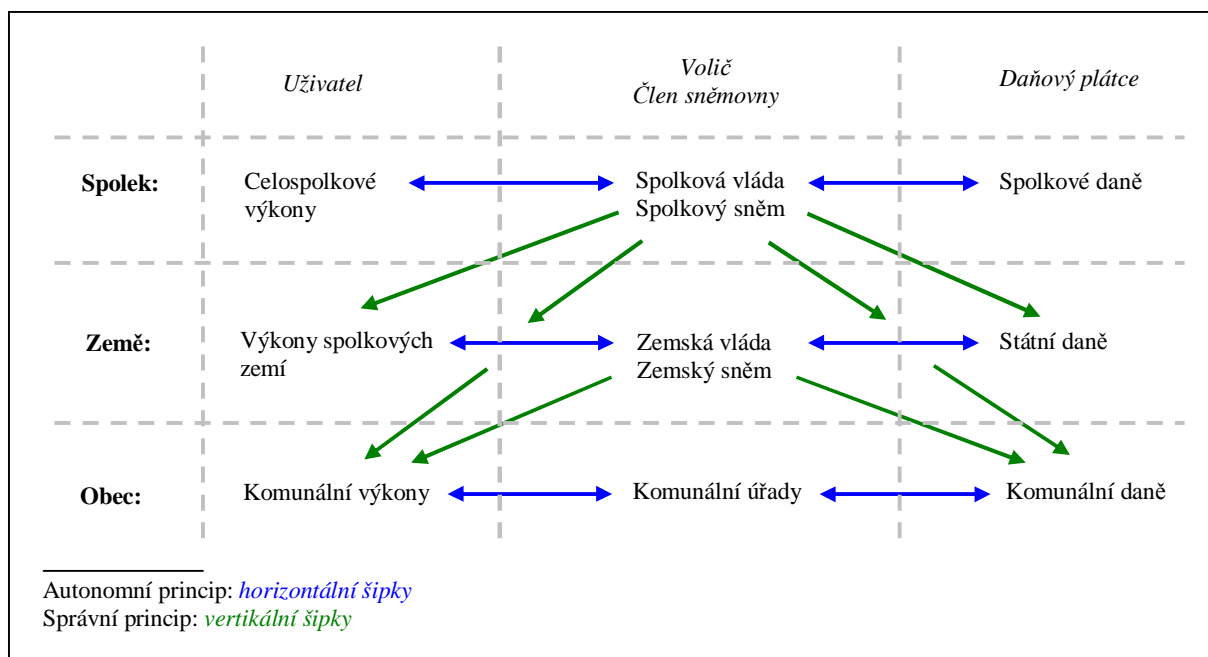 Uživatel
Volič
Člen sněmovny
Daňový plátce
Spolek:
Celospolkové
výkony
Spolková vláda
Spolkový sněm
Spolkové daně
Země:
Výkony spolkových
zemí
Zemská vláda
Zemský sněm
Státní daně
Obec:
Komunální výkony
Komunální úřady
Komunální daně
Autonomní princip: horizontální šipky
Správní princip: vertikální šipky